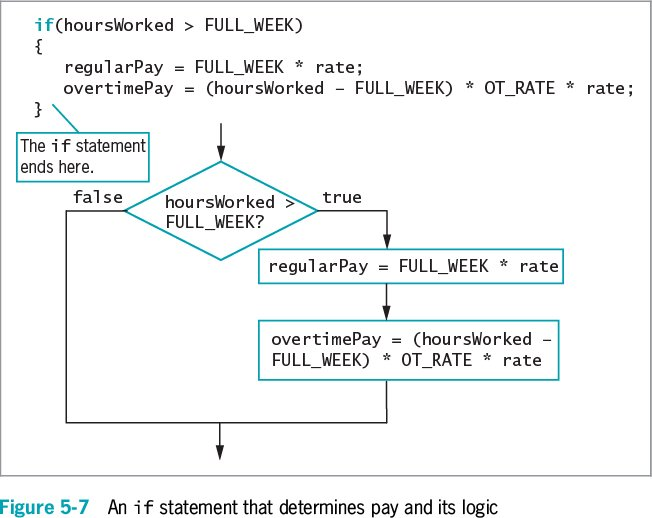 if(hoursWorked > FULL_WEEK)
{
regularPay = FULL_WEEK * rate;
overtimePay = (hoursWorked – FULL_WEEK) * OT_RATE * rate;
}
The if statement
ends here.
false
hoursWorked >
FULL_WEEK?
true
regularPay = FULL_WEEK * rate
overtimePay = (hoursWorked –
FULL_WEEK) * OT_RATE * rate
Figure 5-7 An if statement that determines pay and its logic